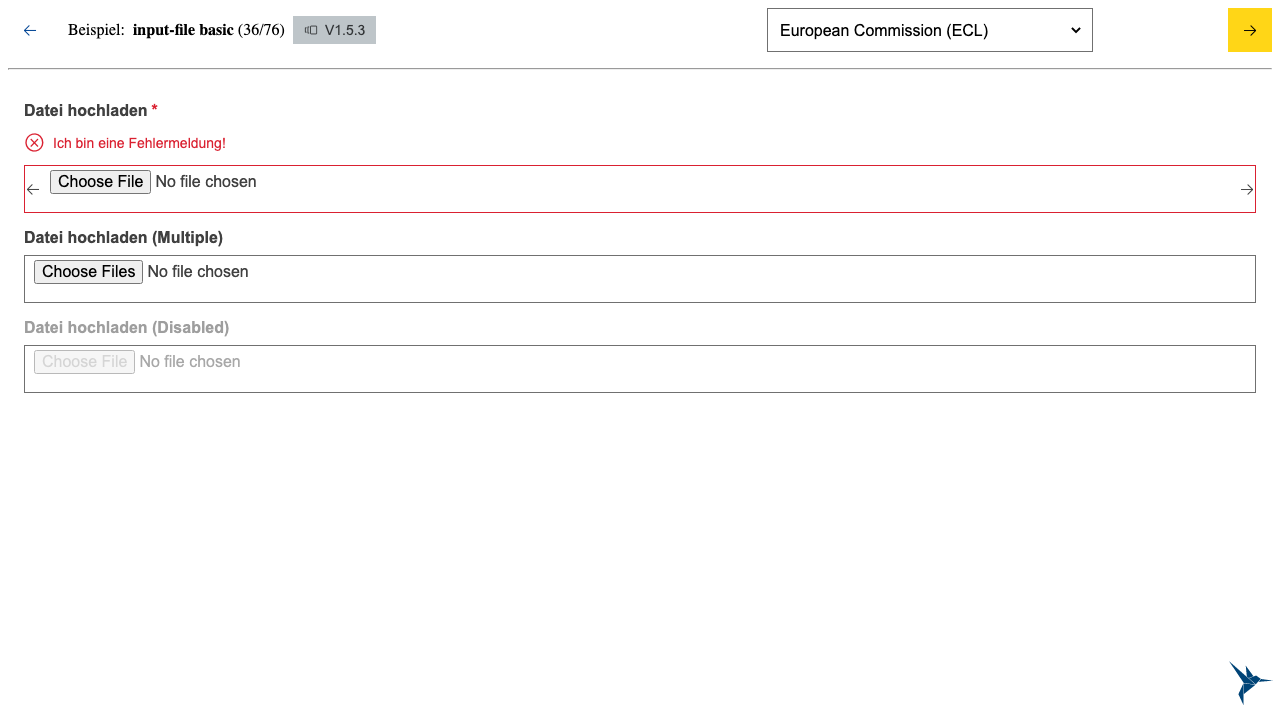 Beispiel: input-file basic (36/76) V1.5.3 European Commission (ECL)
Datei hochladen *
Ich bin eine Fehlermeldung!
Choose File No file chosen
Datei hochladen (Multiple)
Choose Files No file chosen
Datei hochladen (Disabled)
Choose File No file chosen